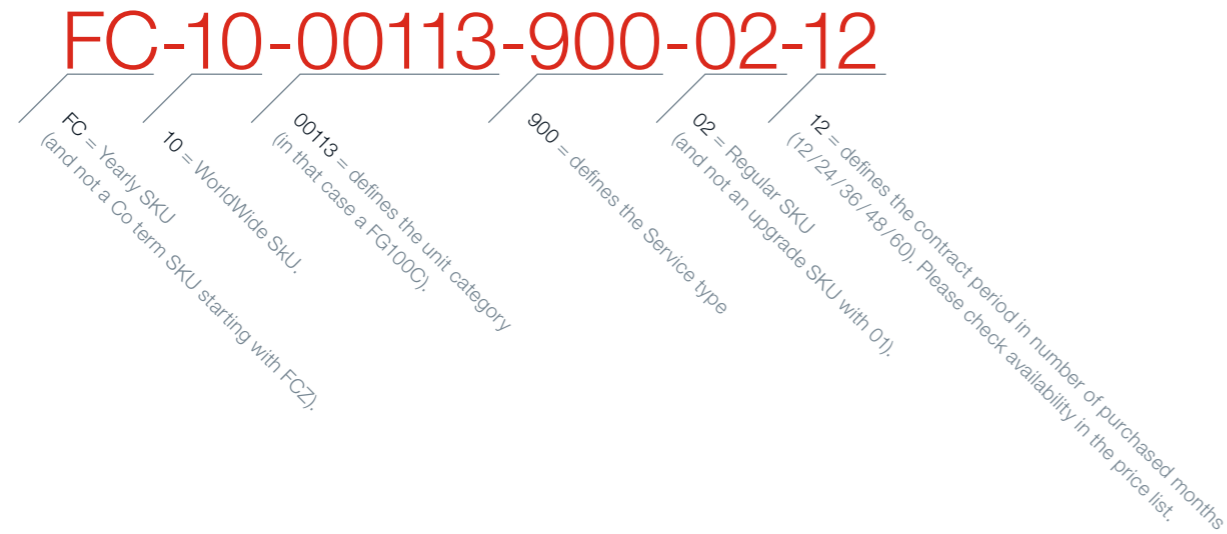 FC-10-00113-900-02-12
FC = Yearly SKU
(and not a Co term SKU starting with FCZ).
10 = WorldWide SkU.
00113 = defines the unit category
(in that case a FG100C).
900 = defines the Service type
02 = Regular SKU
(and not an upgrade SKU with 01).
12 = defines the contract period in number of purchased months
(12/24/36/48/60). Please check availability in the price list.